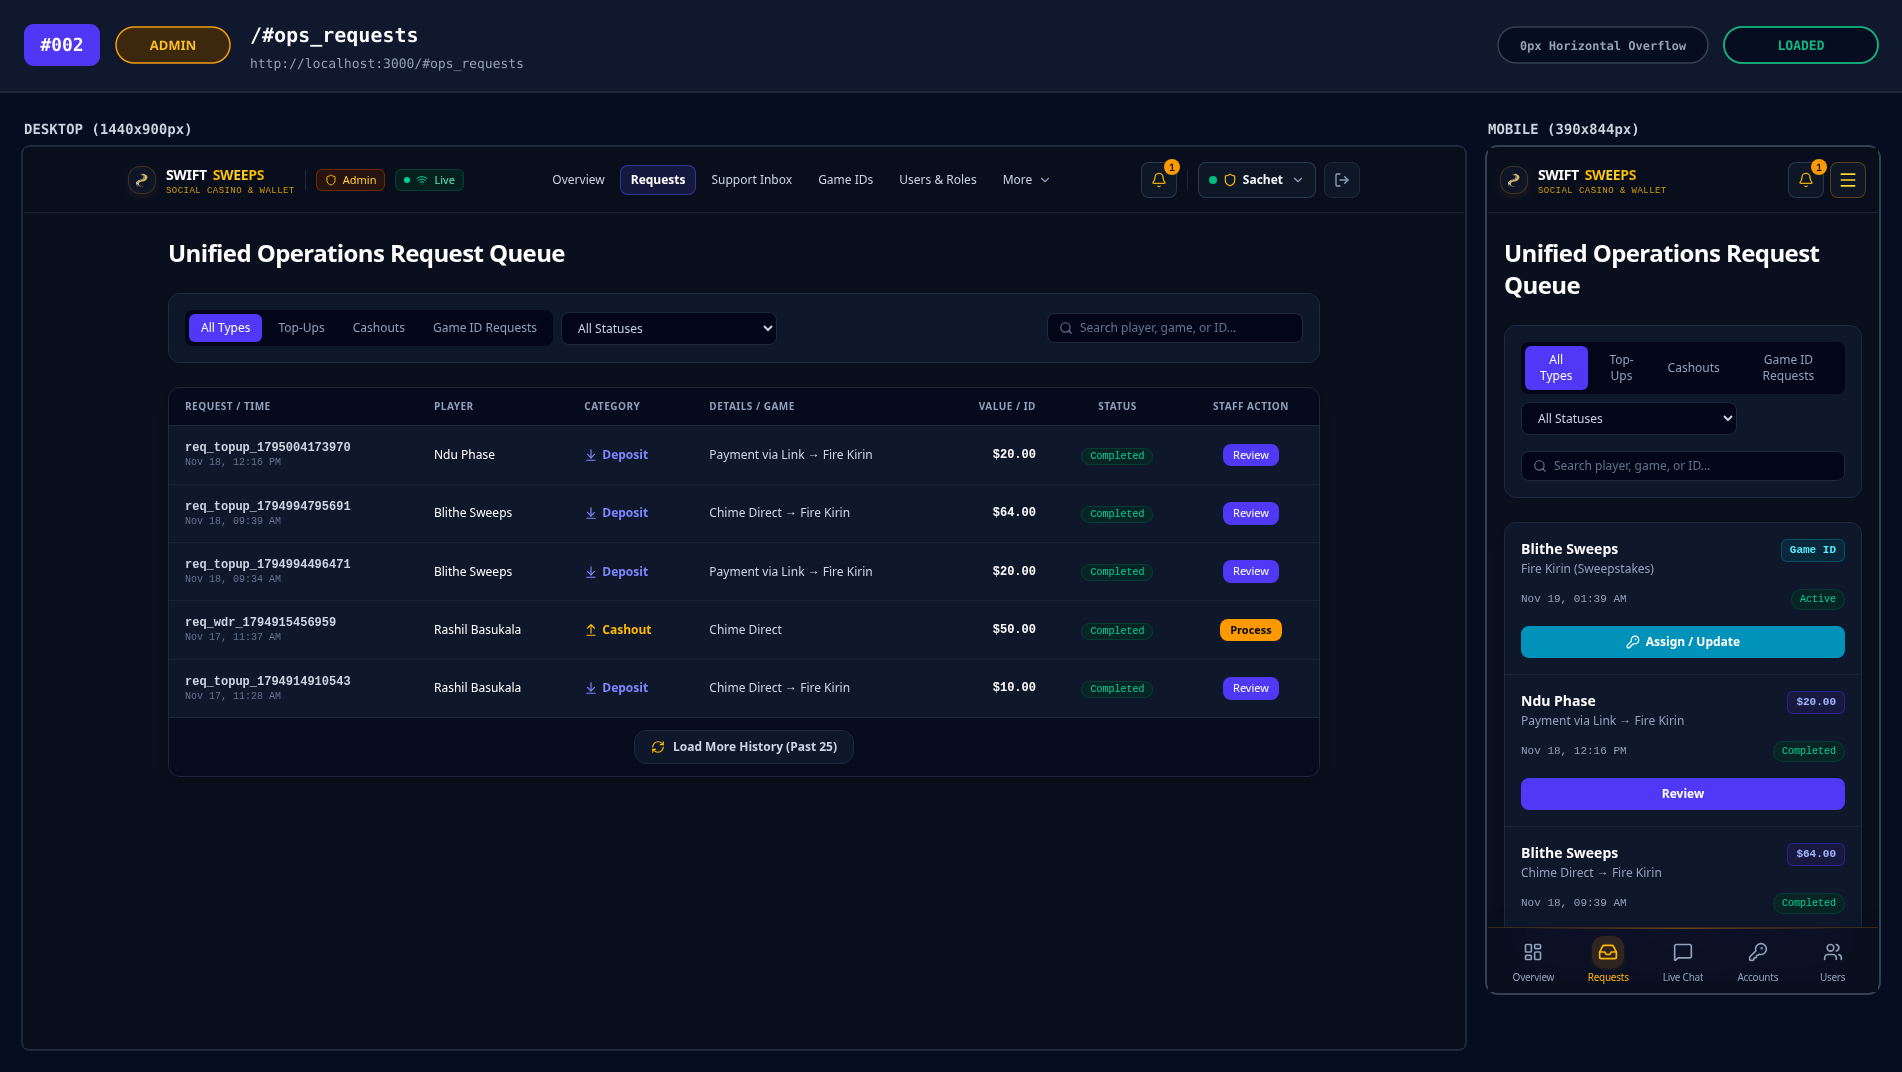 #002
ADMIN
/#ops_requests
http://localhost:3000/#ops_requests
0px Horizontal Overflow
LOADED
DESKTOP (1440x900px)
SWIFT SWEEPS
SOCIAL CASINO & WALLET
Admin
Live
Overview
Requests
Support Inbox
Game IDs
Users & Roles
More
1
Sachet
Unified Operations Request Queue
All Types
Top-Ups
Cashouts
Game ID Requests
All Statuses
Search player, game, or ID...
REQUEST / TIME PLAYER CATEGORY DETAILS / GAME VALUE / ID STATUS STAFF ACTION
req_topup_1795004173970
Nov 18, 12:16 PM
Ndu Phase
Deposit
Payment via Link → Fire Kirin
$20.00
Completed
Review
req_topup_1794994795691
Nov 18, 09:39 AM
Blithe Sweeps
Deposit
Chime Direct → Fire Kirin
$64.00
Completed
Review
req_topup_1794994496471
Nov 18, 09:34 AM
Blithe Sweeps
Deposit
Payment via Link → Fire Kirin
$20.00
Completed
Review
req_wdr_1794915456959
Nov 17, 11:37 AM
Rashil Basukala
Cashout
Chime Direct
$50.00
Completed
Process
req_topup_1794914910543
Nov 17, 11:28 AM
Rashil Basukala
Deposit
Chime Direct → Fire Kirin
$10.00
Completed
Review
Load More History (Past 25)
MOBILE (390x844px)
SWIFT SWEEPS
SOCIAL CASINO & WALLET
1
Unified Operations Request
Queue
All
Types
Top-
Ups
Cashouts
Game ID
Requests
All Statuses
Search player, game, or ID...
Blithe Sweeps
Game ID
Fire Kirin (Sweepstakes)
Nov 19, 01:39 AM
Active
Assign / Update
Ndu Phase
$20.00
Payment via Link → Fire Kirin
Nov 18, 12:16 PM
Completed
Review
Blithe Sweeps
$64.00
Chime Direct → Fire Kirin
Nov 18, 09:39 AM
Completed
Overview
Requests
Live Chat
Accounts
Users